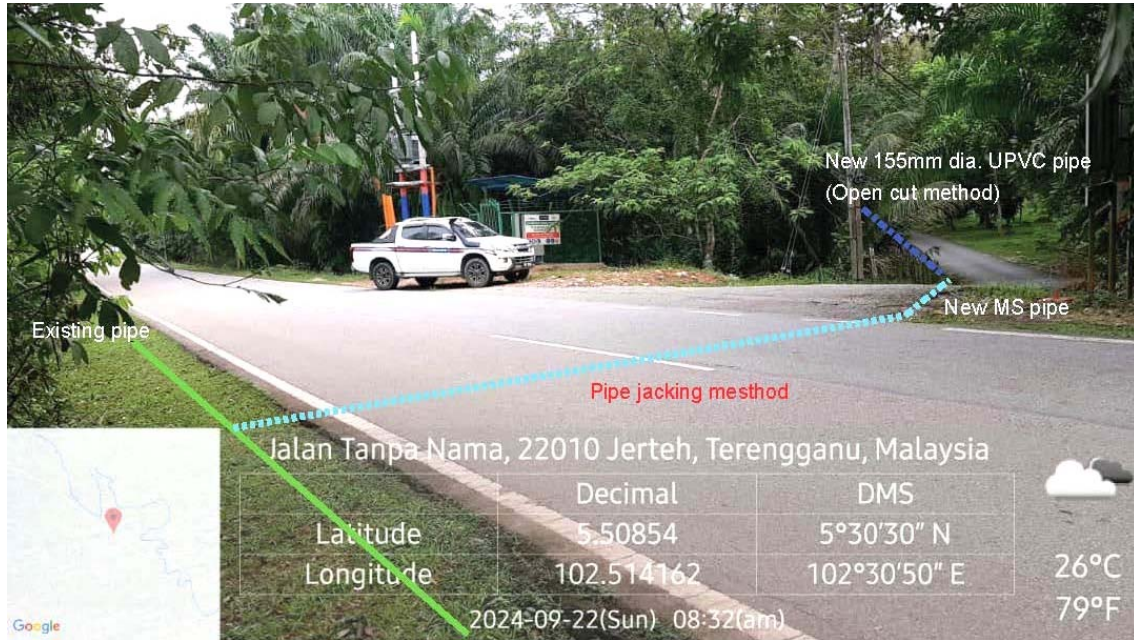 New 155mm dia. UPVC pipe
(Open cut method)
Existing pipe
New MS pipe
Pipe jacking mesthod
Jalan Tanpa Nama, 22010 Jerteh, Terengganu, Malaysia
Decimal DMS
Latitude 5.50854 5°30'30" N
Longitude 102.514162 102°30'50" E
26°C
79°F
2024-09-22(Sun) 08:32(am)
Google